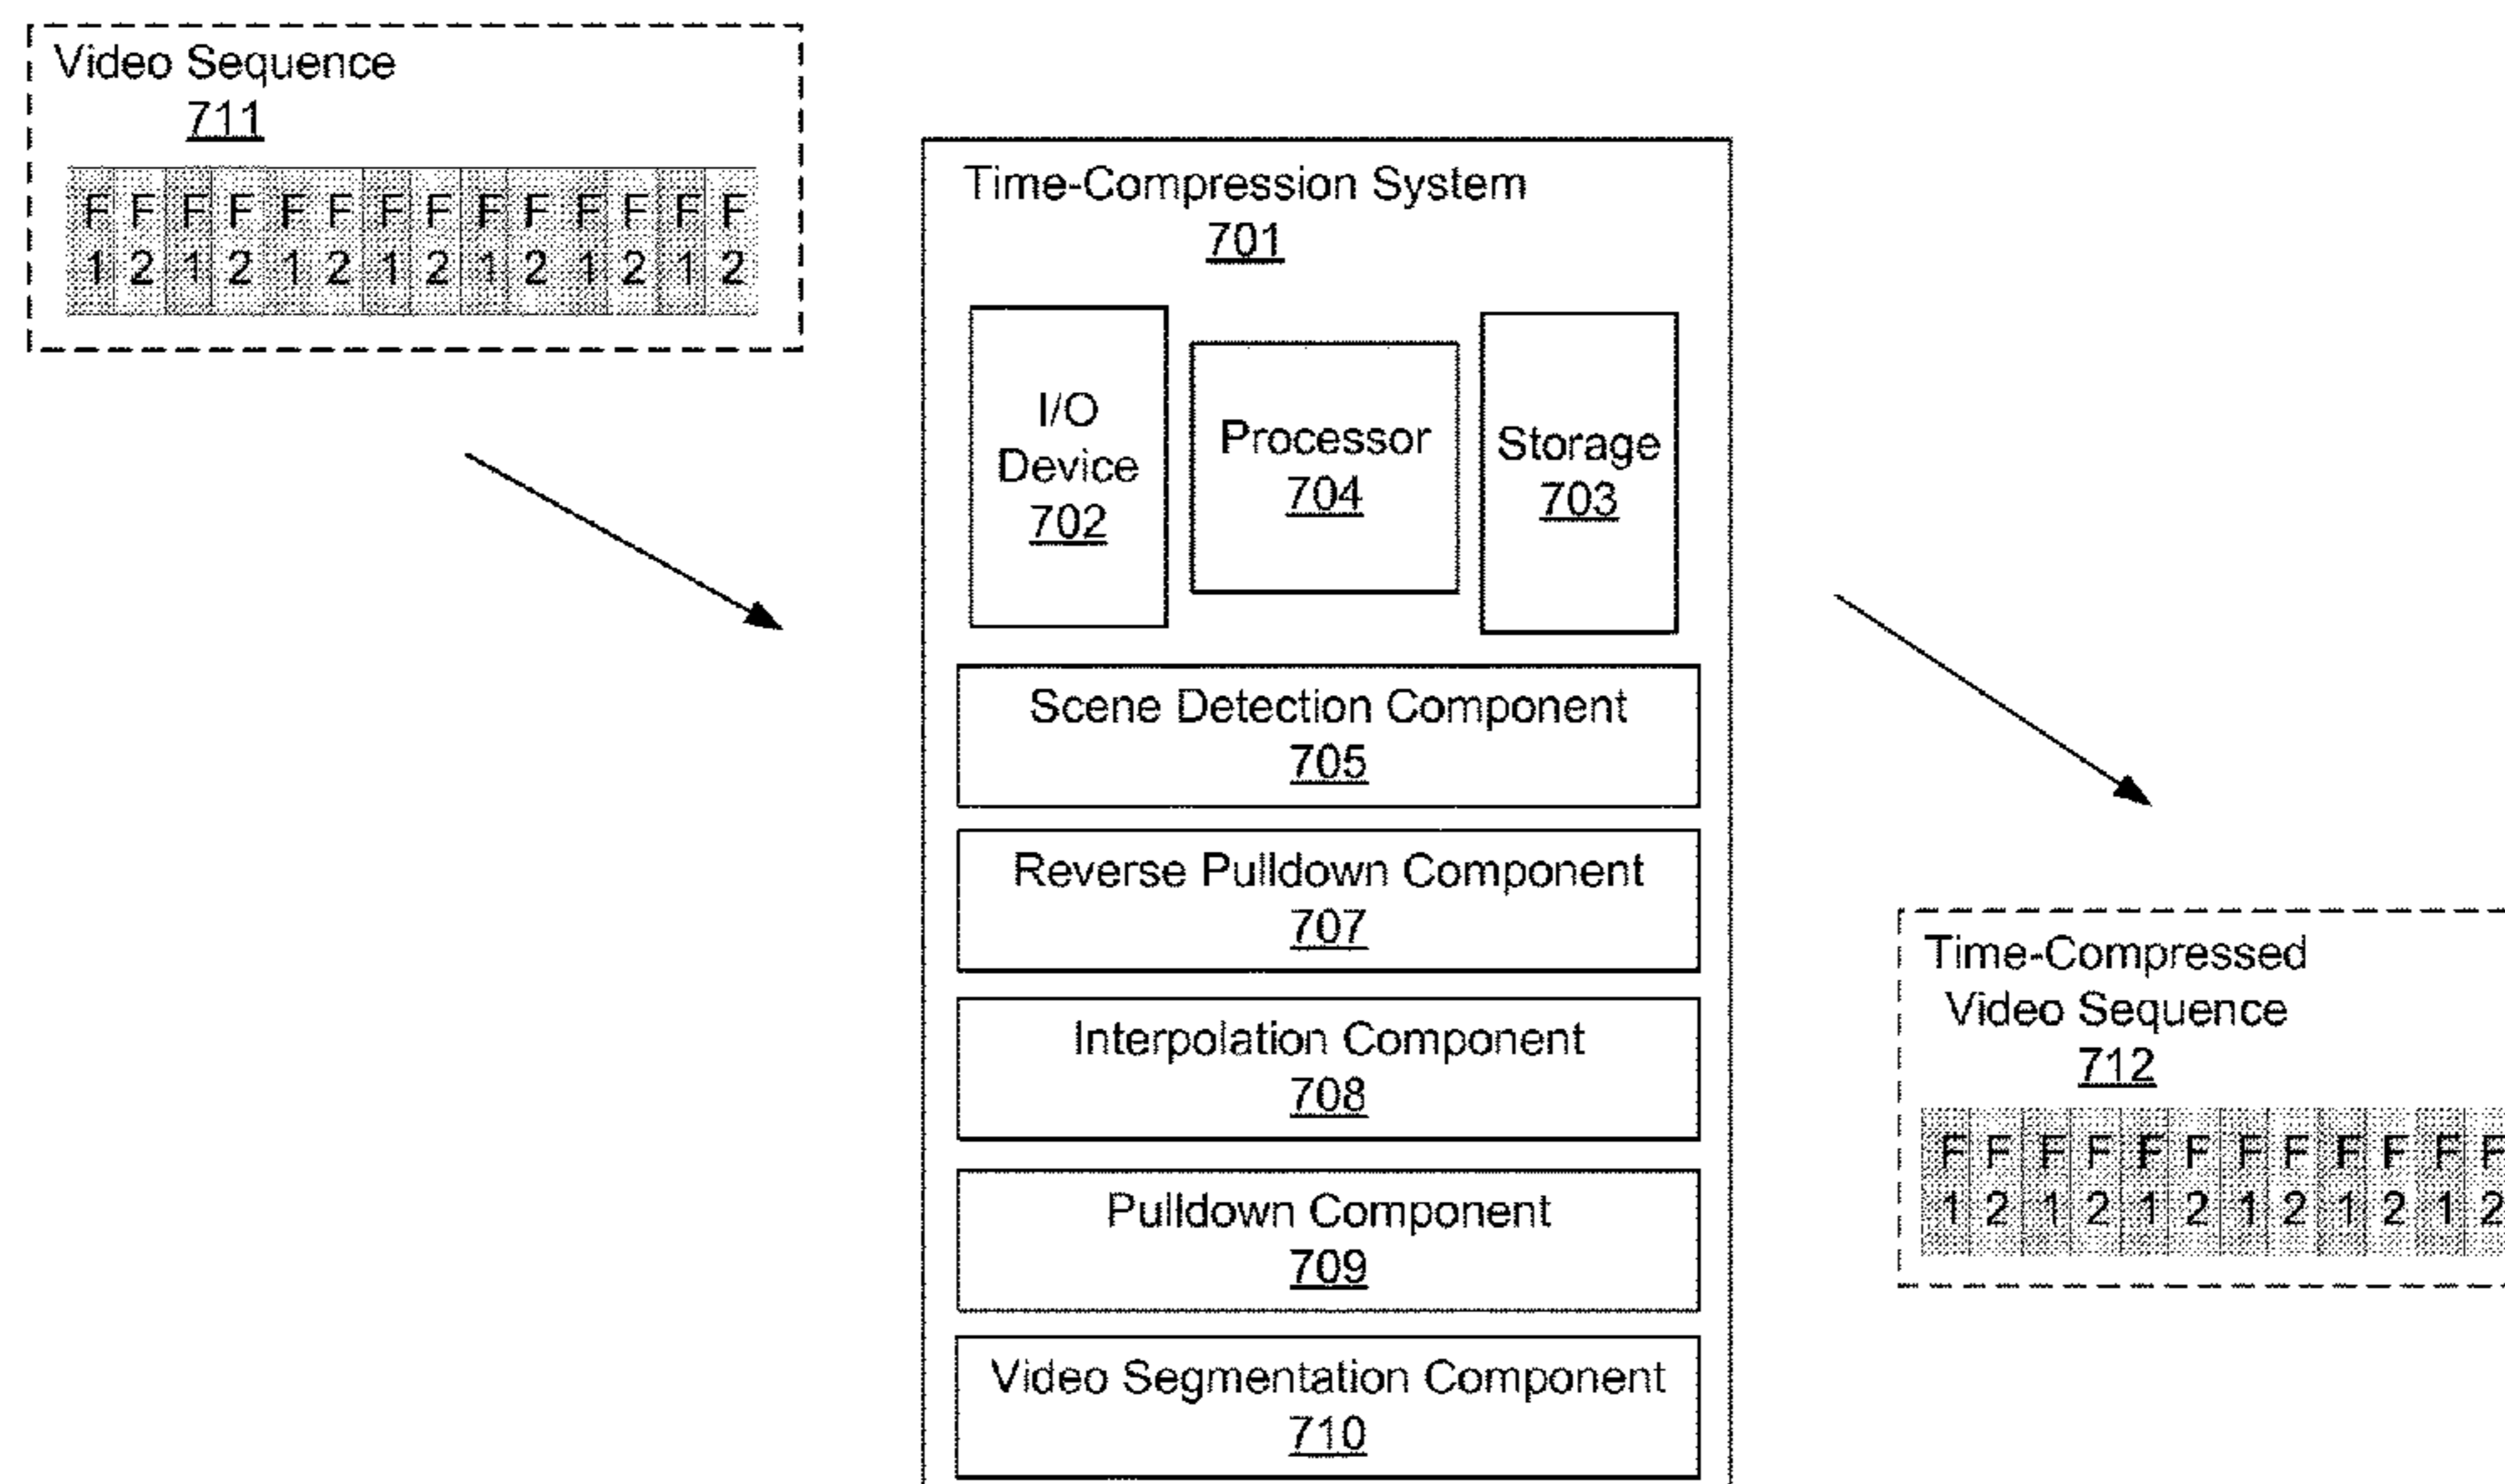 Video Sequence
711
F F F F F F F F F F F F F F
1 2 1 2 1 2 1 2 1 2 1 2 1 2
Time-Compression System
701
I/O
Device
702
Processor
704
Storage
703
Scene Detection Component
705
Reverse Pulldown Component
707
Interpolation Component
708
Pulldown Component
709
Video Segmentation Component
710
Time-Compressed
Video Sequence
712
F F F F F F F F F F F F
1 2 1 2 1 2 1 2 1 2 1 2